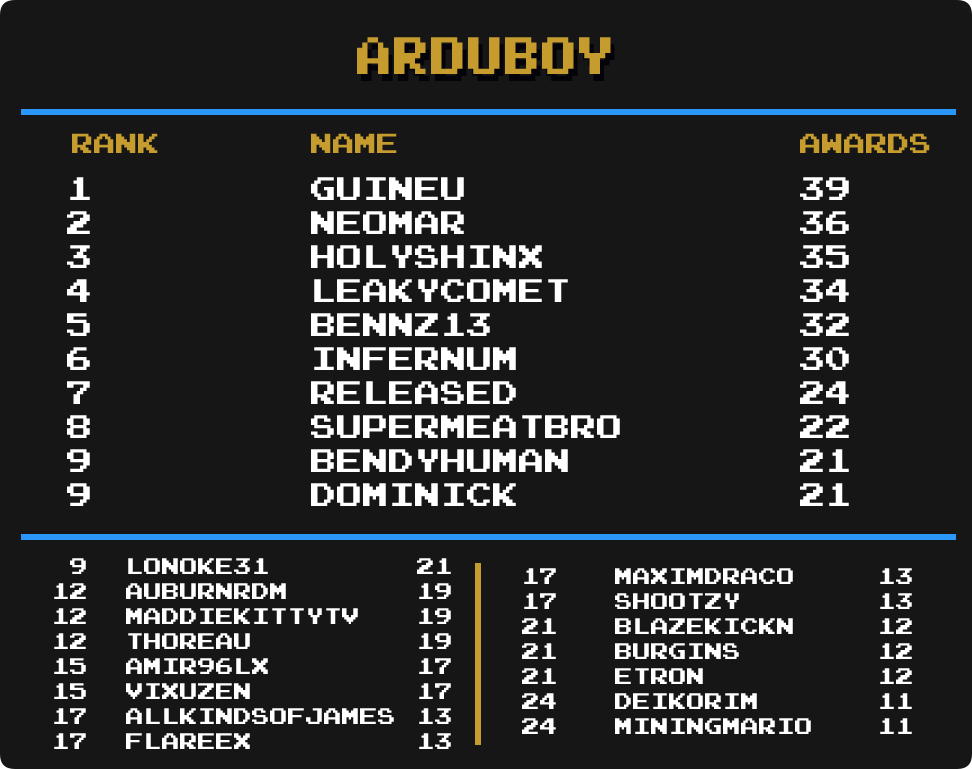 ARDUBOY
RANK NAME AWARDS
1 GUINEU 39
2 NEOMAR 36
3 HOLYSHINX 35
4 LEAKYCOMET 34
5 BENNZ13 32
6 INFERNUM 30
7 RELEASED 24
8 SUPERMEATBRO 22
9 BENDYHUMAN 21
9 DOMINICK 21
9 LONOKE31 21
12 AUBURNRDM 19
12 MADDIEKITTYTV 19
12 THOREAU 19
15 AMIR96LX 17
15 VIXUZEN 17
17 ALLKINDSOFJAMES 13
17 FLAREEX 13
17 MAXIMDRACO 13
17 SHOOTZY 13
21 BLAZEKICKN 12
21 BURGINS 12
21 ETRON 12
24 DEIKORIM 11
24 MININGMARIO 11